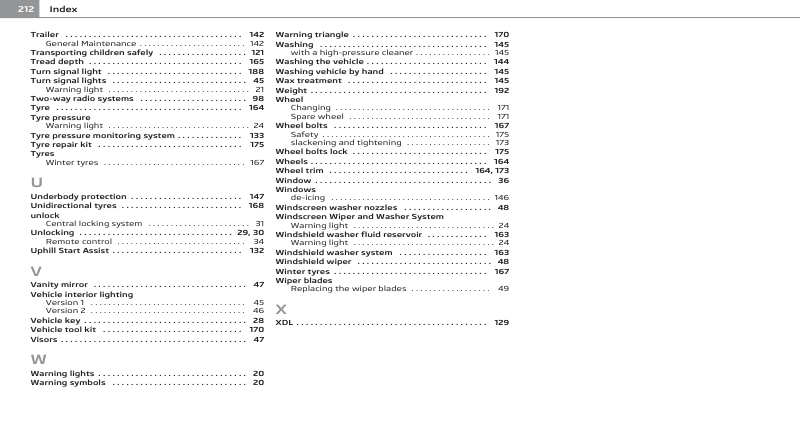 212 Index
Trailer . . . . . . . . . . . . . . . . . . . . . . . . . . . . . . 142
General Maintenance . . . . . . . . . . . . . . . . . 142
Transporting children safely . . . . . . . . . . . . . . 121
Tread depth . . . . . . . . . . . . . . . . . . . . . . . . . . 165
Turn signal light . . . . . . . . . . . . . . . . . . . . . . . 188
Turn signal lights . . . . . . . . . . . . . . . . . . . . . . 45
Warning light . . . . . . . . . . . . . . . . . . . . . . . 21
Two-way radio systems . . . . . . . . . . . . . . . . . . 98
Tyre . . . . . . . . . . . . . . . . . . . . . . . . . . . . . . . . 164
Tyre pressure
Warning light . . . . . . . . . . . . . . . . . . . . . . . 24
Tyre pressure monitoring system . . . . . . . . . . . 133
Tyre repair kit . . . . . . . . . . . . . . . . . . . . . . . . 175
Tyres
Winter tyres . . . . . . . . . . . . . . . . . . . . . . . . 167
U
Underbody protection . . . . . . . . . . . . . . . . . . . 147
Unidirectional tyres . . . . . . . . . . . . . . . . . . . . 168
unlock
Central locking system . . . . . . . . . . . . . . . . 31
Unlocking . . . . . . . . . . . . . . . . . . . . . . . . . 29, 30
Remote control . . . . . . . . . . . . . . . . . . . . . . 34
Uphill Start Assist . . . . . . . . . . . . . . . . . . . . . . 132
V
Vanity mirror . . . . . . . . . . . . . . . . . . . . . . . . . 47
Vehicle interior lighting
Version 1 . . . . . . . . . . . . . . . . . . . . . . . . . . 45
Version 2 . . . . . . . . . . . . . . . . . . . . . . . . . . 46
Vehicle key . . . . . . . . . . . . . . . . . . . . . . . . . . . 28
Vehicle tool kit . . . . . . . . . . . . . . . . . . . . . . . . 170
Visors . . . . . . . . . . . . . . . . . . . . . . . . . . . . . . . 47
W
Warning lights . . . . . . . . . . . . . . . . . . . . . . . . 20
Warning symbols . . . . . . . . . . . . . . . . . . . . . . 20
Warning triangle . . . . . . . . . . . . . . . . . . . . . . . 170
Washing . . . . . . . . . . . . . . . . . . . . . . . . . . . . . 145
with a high-pressure cleaner . . . . . . . . . . . . 145
Washing the vehicle . . . . . . . . . . . . . . . . . . . . 144
Washing vehicle by hand . . . . . . . . . . . . . . . . . 145
Wax treatment . . . . . . . . . . . . . . . . . . . . . . . . 145
Weight . . . . . . . . . . . . . . . . . . . . . . . . . . . . . . 192
Wheel
Changing . . . . . . . . . . . . . . . . . . . . . . . . . . 171
Spare wheel . . . . . . . . . . . . . . . . . . . . . . . . 171
Wheel bolts . . . . . . . . . . . . . . . . . . . . . . . . . . 167
Safety . . . . . . . . . . . . . . . . . . . . . . . . . . . . . 175
slackening and tightening . . . . . . . . . . . . . . 173
Wheel bolts lock . . . . . . . . . . . . . . . . . . . . . . . 175
Wheels . . . . . . . . . . . . . . . . . . . . . . . . . . . . . . 164
Wheel trim . . . . . . . . . . . . . . . . . . . . . . . 164, 173
Window . . . . . . . . . . . . . . . . . . . . . . . . . . . . . 36
Windows
de-icing . . . . . . . . . . . . . . . . . . . . . . . . . . . 146
Windscreen washer nozzles . . . . . . . . . . . . . . . 48
Windscreen Wiper and Washer System
Warning light . . . . . . . . . . . . . . . . . . . . . . . 24
Windshield washer fluid reservoir . . . . . . . . . . . 163
Warning light . . . . . . . . . . . . . . . . . . . . . . . 24
Windshield washer system . . . . . . . . . . . . . . . 163
Windshield wiper . . . . . . . . . . . . . . . . . . . . . . 48
Winter tyres . . . . . . . . . . . . . . . . . . . . . . . . . . 167
Wiper blades
Replacing the wiper blades . . . . . . . . . . . . . 49
X
XDL . . . . . . . . . . . . . . . . . . . . . . . . . . . . . . . . 129